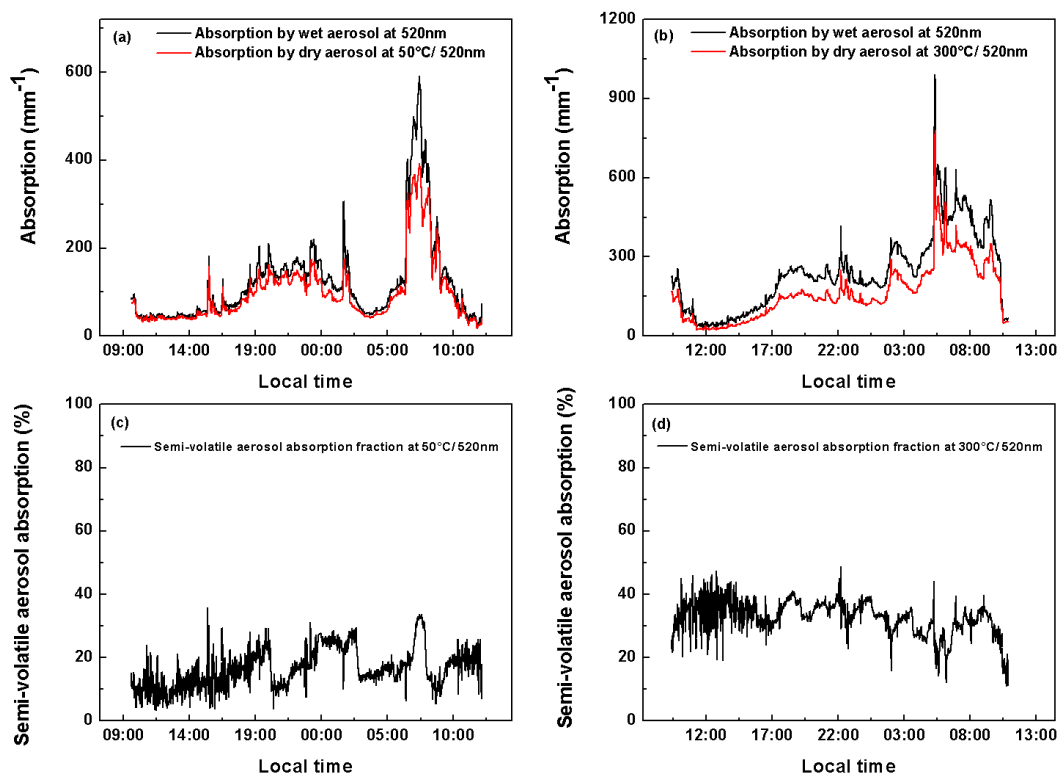 (a)
Absorption by wet aerosol at 520nm
Absorption by dry aerosol at 50°C/ 520nm
Absorption (mm⁻¹)
600
400
200
0
09:00 14:00 19:00 00:00 05:00 10:00
Local time
(b)
Absorption by wet aerosol at 520nm
Absorption by dry aerosol at 300°C/ 520nm
Absorption (mm⁻¹)
1200
900
600
300
0
12:00 17:00 22:00 03:00 08:00 13:00
Local time
(c)
Semi-volatile aerosol absorption fraction at 50°C/ 520nm
Semi-volatile aerosol absorption (%)
100
80
60
40
20
0
09:00 14:00 19:00 00:00 05:00 10:00
Local time
(d)
Semi-volatile aerosol absorption fraction at 300°C/ 520nm
Semi-volatile aerosol absorption (%)
100
80
60
40
20
0
12:00 17:00 22:00 03:00 08:00 13:00
Local time